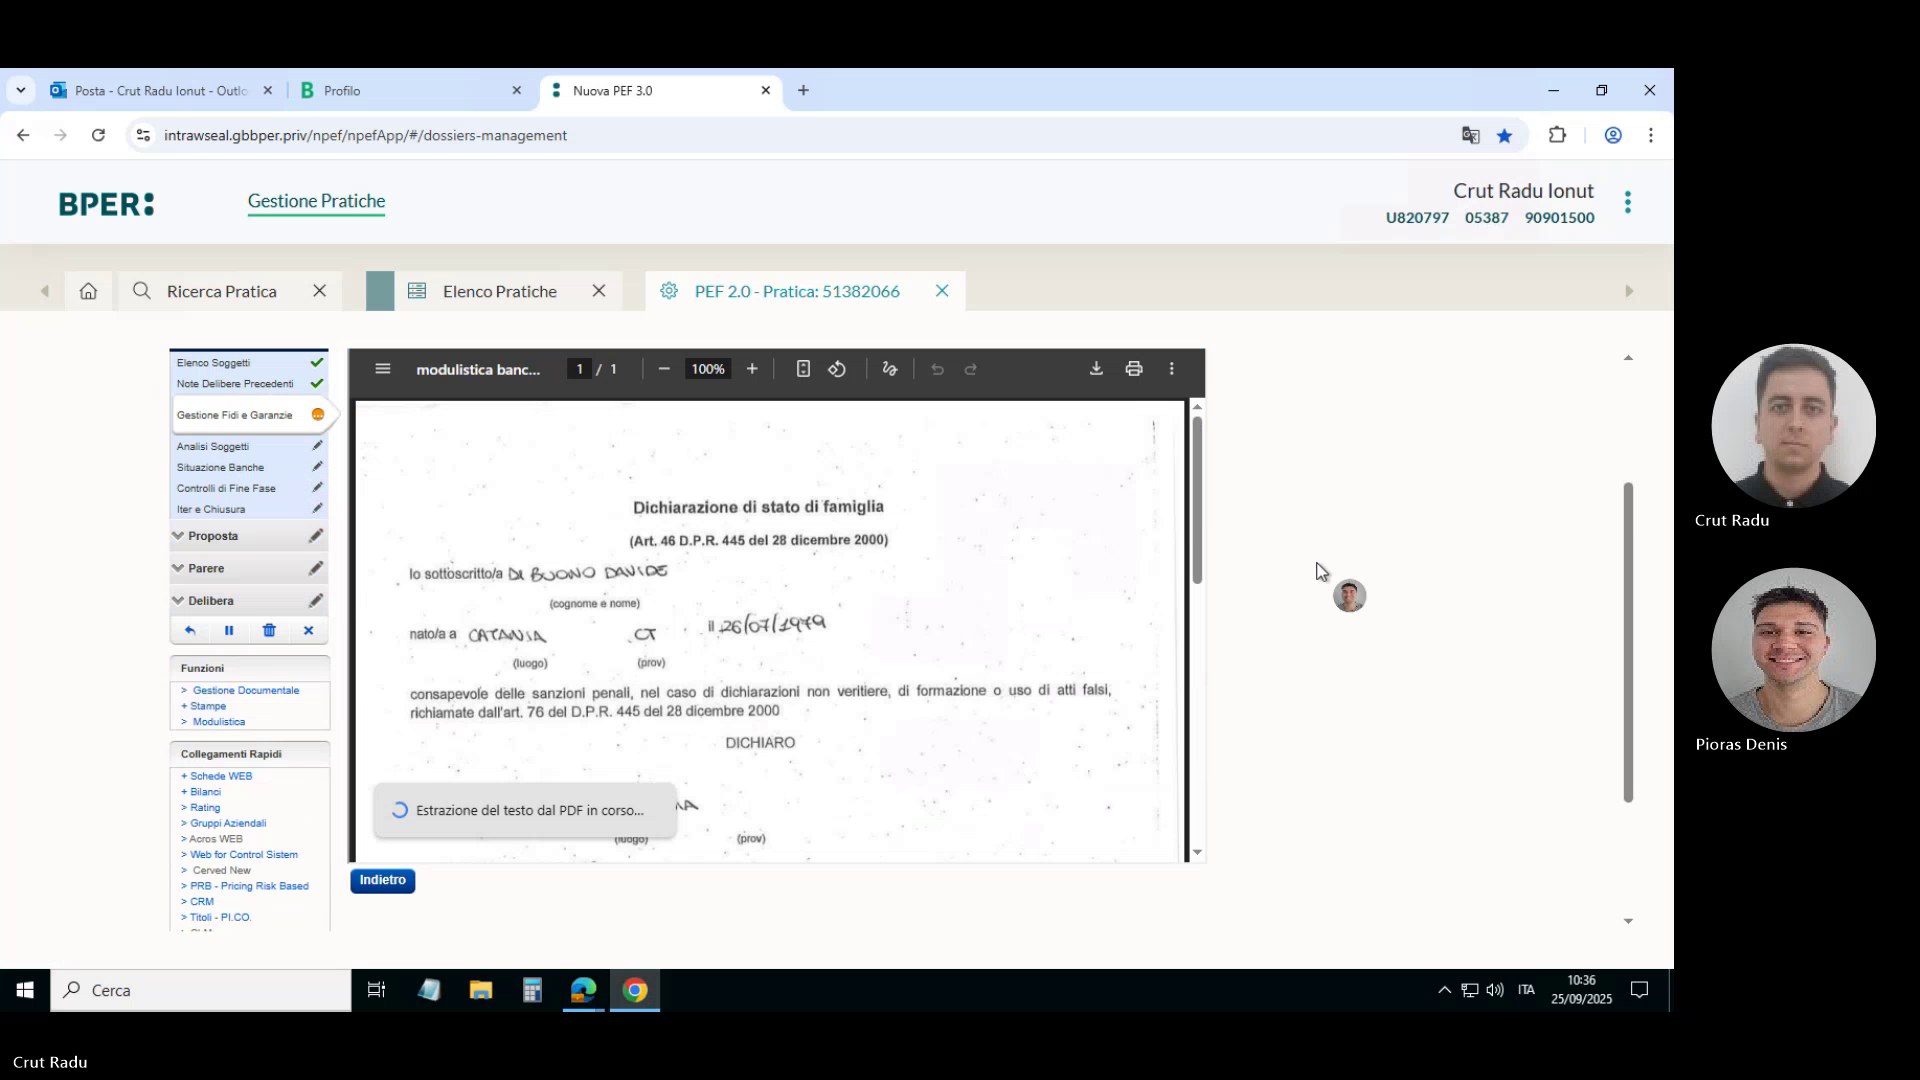 Posta - Crut Radu Ionut - Outlo
Profilo
Nuova PEF 3.0
intrawseal.gbbper.priv/npef/npefApp/#/dossiers-management
BPER:
Gestione Pratiche
Crut Radu Ionut
U820797 05387 90901500
Ricerca Pratica
Elenco Pratiche
PEF 2.0 - Pratica: 51382066
Elenco Soggetti
Note Delibere Precedenti
Gestione Fidi e Garanzie
Analisi Soggetti
Situazione Banche
Controlli di Fine Fase
Iter e Chiusura
Proposta
Parere
Delibera
Funzioni
> Gestione Documentale
+ Stampe
> Modulistica
Collegamenti Rapidi
+ Schede WEB
+ Bilanci
> Rating
> Gruppi Aziendali
> Acros WEB
> Web for Control Sistem
> Cerved New
> PRB - Pricing Risk Based
> CRM
> Titoli - PI.CO.
modulistica banc...
1 / 1
100%
Dichiarazione di stato di famiglia
(Art. 46 D.P.R. 445 del 28 dicembre 2000)
Io sottoscritto/a DI BUONO DAVIDE
(cognome e nome)
nato/a a CATANIA CT il 26/07/1979
(luogo) (prov)
consapevole delle sanzioni penali, nel caso di dichiarazioni non veritiere, di formazione o uso di atti falsi,
richiamate dall'art. 76 del D.P.R. 445 del 28 dicembre 2000
DICHIARO
Estrazione del testo dal PDF in corso...
(luogo) (prov)
Indietro
Crut Radu
Pioras Denis
Cerca
ITA
10:36
25/09/2025
Crut Radu